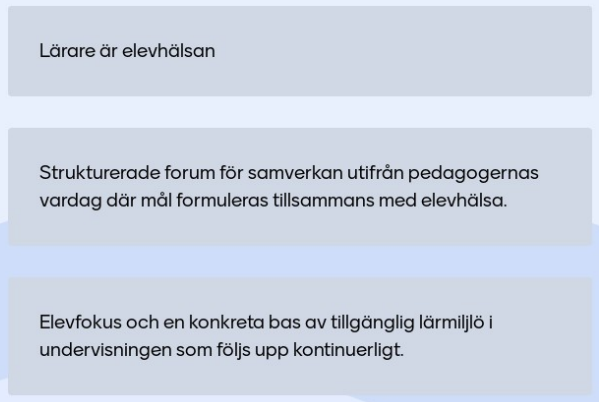 Lärare är elevhälsan
Strukturerade forum för samverkan utifrån pedagogernas
vardag där mål formuleras tillsammans med elevhälsa.
Elevfokus och en konkreta bas av tillgänglig lärmiljlö i
undervisningen som följs upp kontinuerligt.